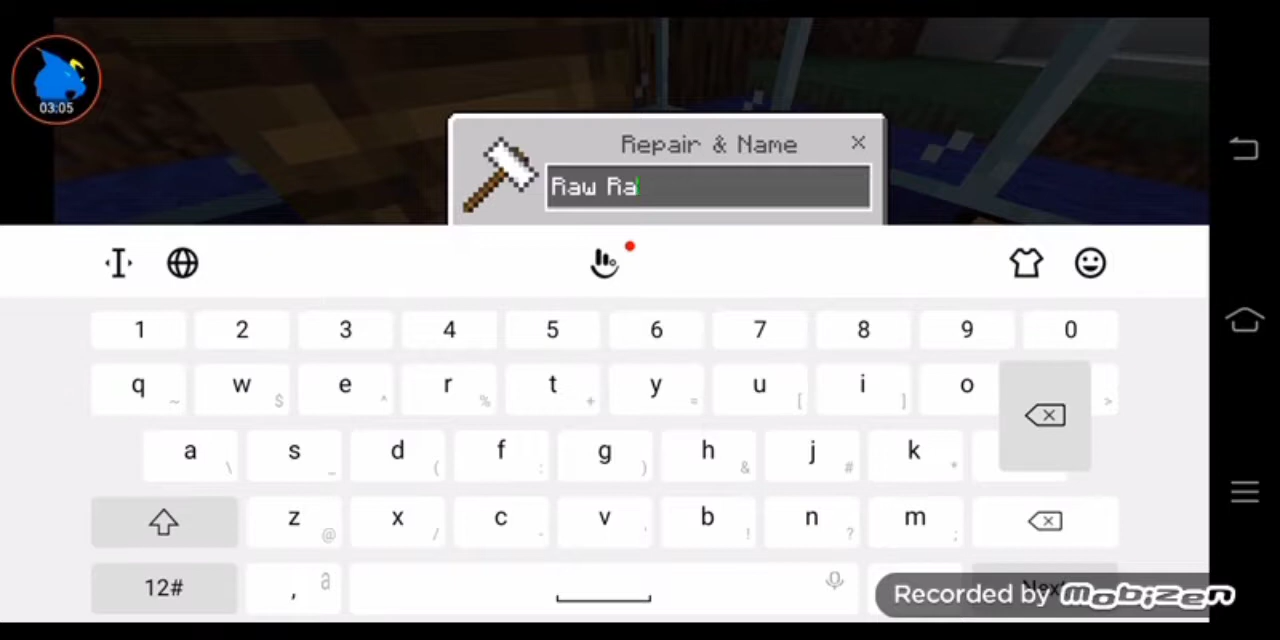 03:05
Repair & Name
Raw Ra
1 2 3 4 5 6 7 8 9 0
q w e r t y u i o
~ $ ^ % + = [ ] >
a s d f g h j k
\ _ ( : ) & # *
z x c v b n m
@ / - ' ! ? ;
12# , a
Recorded by mobizen